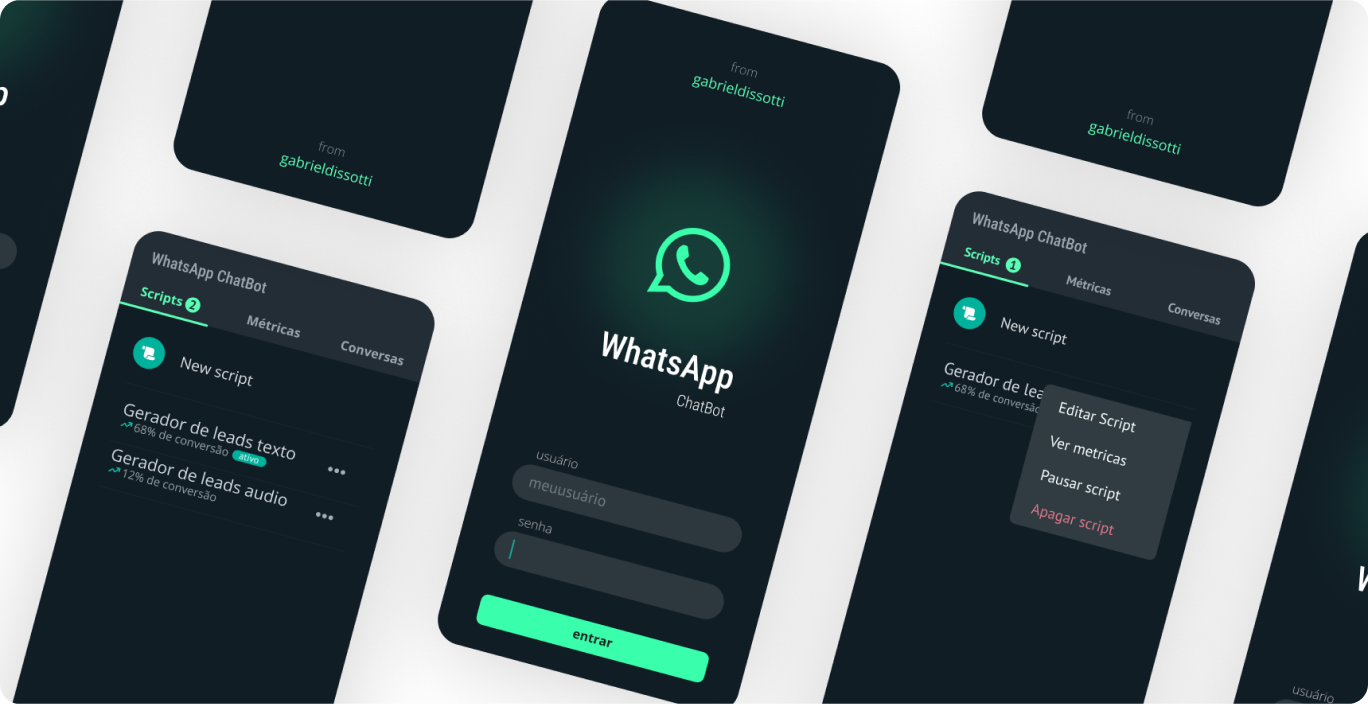 from
gabrieldissotti
WhatsApp ChatBot
Scripts 2
Métricas
Conversas
New script
Gerador de leads texto
68% de conversão ativo
Gerador de leads audio
12% de conversão
from
gabrieldissotti
WhatsApp
ChatBot
usuário
meuusuário
senha
entrar
from
gabrieldissotti
WhatsApp ChatBot
Scripts 1
Métricas
Conversas
New script
Gerador de lea
68% de conversão
Editar Script
Ver metricas
Pausar script
Apagar script
usuário